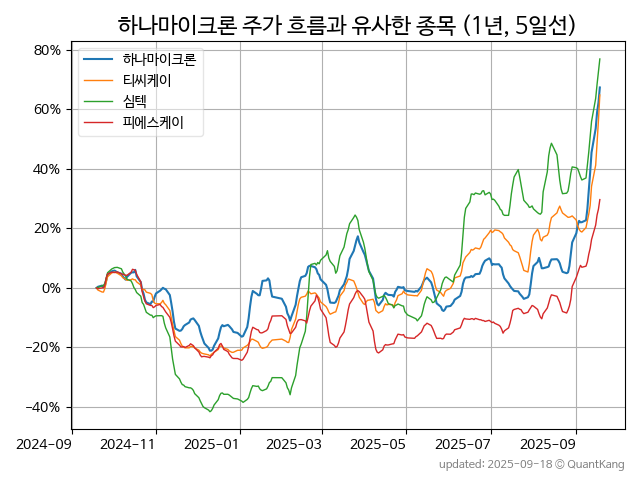 하나마이크론 주가 흐름과 유사한 종목 (1년, 5일선)
80%
60%
40%
20%
0%
−20%
−40%
하나마이크론
티씨케이
심텍
피에스케이
2024-09
2024-11
2025-01
2025-03
2025-05
2025-07
2025-09
updated: 2025-09-18 ⓒ QuantKang